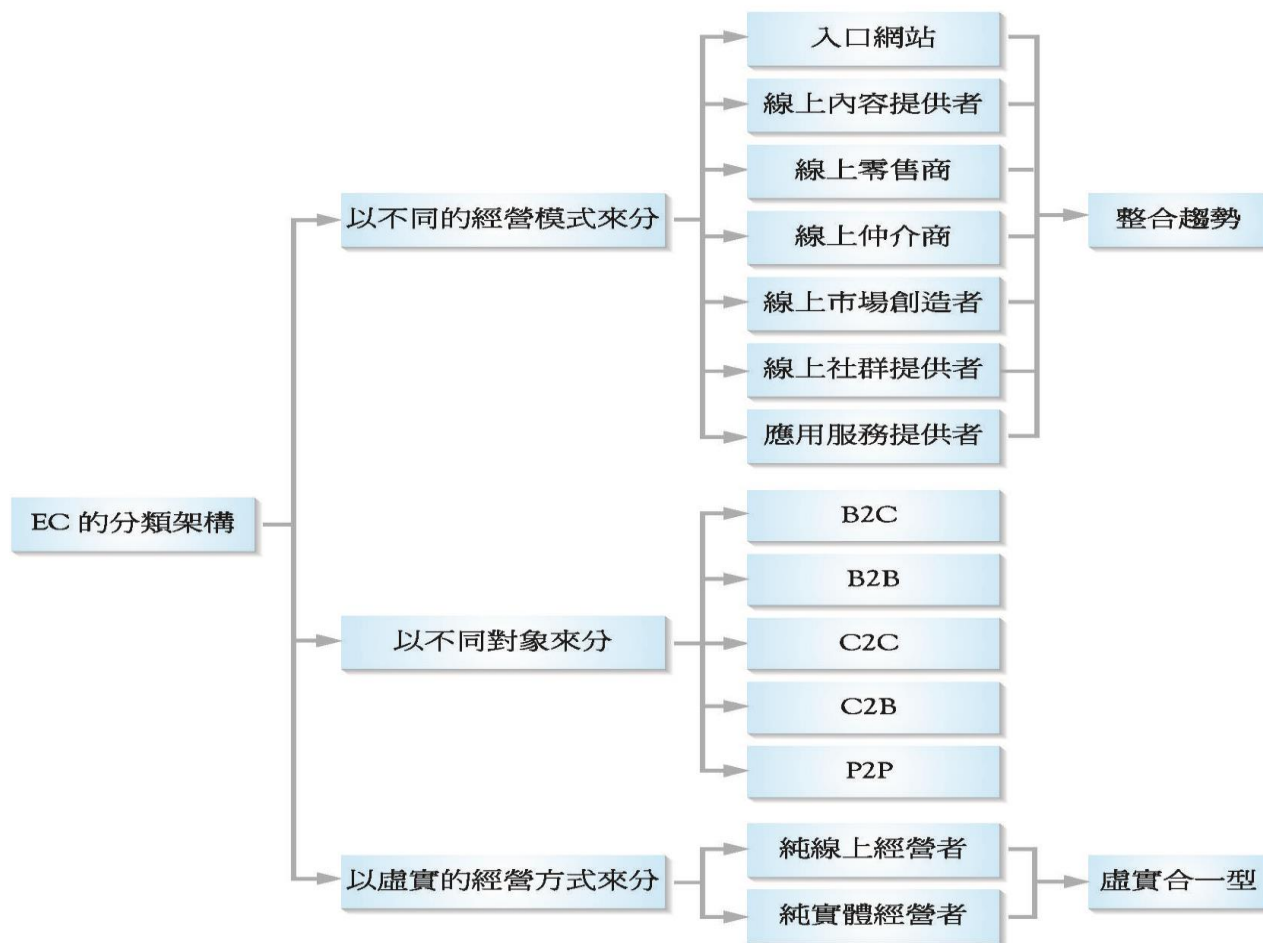 EC 的分類架構
以不同的經營模式來分
入口網站
線上內容提供者
線上零售商
線上仲介商
線上市場創造者
線上社群提供者
應用服務提供者
整合趨勢
以不同對象來分
B2C
B2B
C2C
C2B
P2P
以虛實的經營方式來分
純線上經營者
純實體經營者
虛實合一型